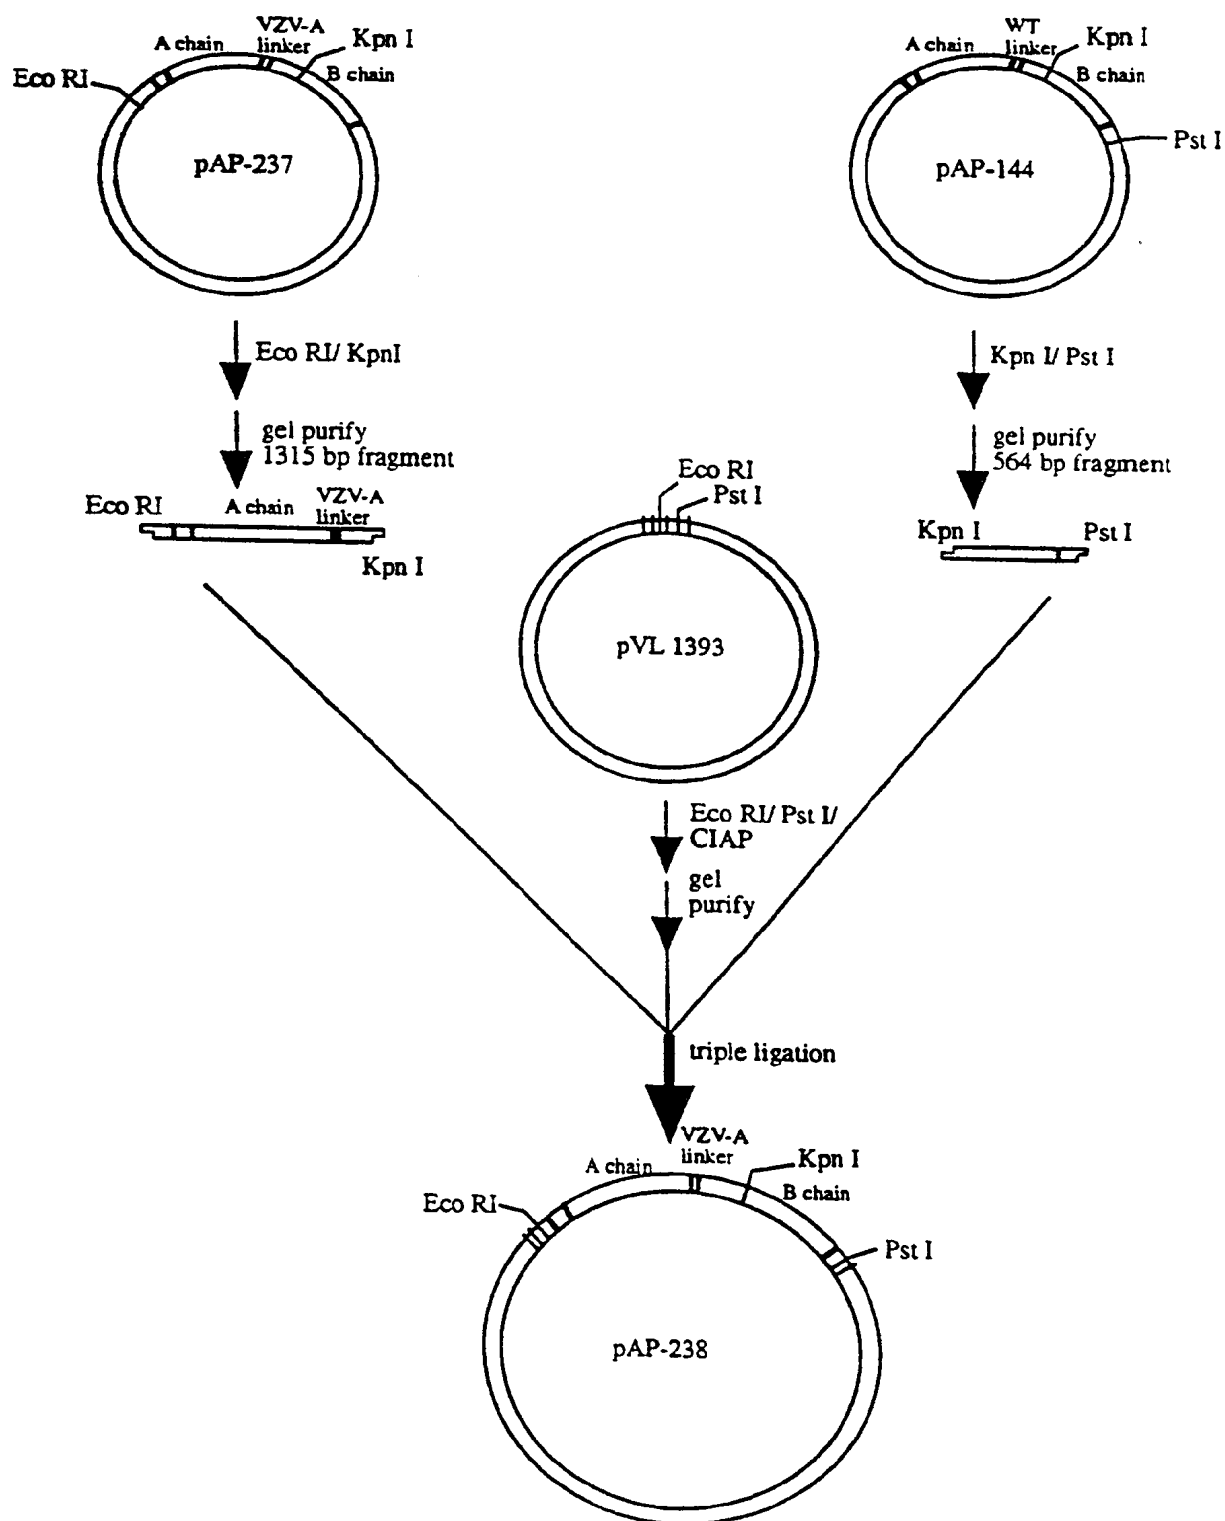 A chain
VZV-A
linker
Kpn I
B chain
Eco RI
pAP-237
A chain
WT
linker
Kpn I
B chain
Pst I
pAP-144
Eco RI/ KpnI
gel purify
1315 bp fragment
Kpn I/ Pst I
gel purify
564 bp fragment
Eco RI
A chain
VZV-A
linker
Kpn I
Eco RI
Pst I
Kpn I
Pst I
pVL 1393
Eco RI/ Pst I/
CIAP
gel
purify
triple ligation
VZV-A
linker
A chain
Kpn I
B chain
Eco RI
Pst I
pAP-238